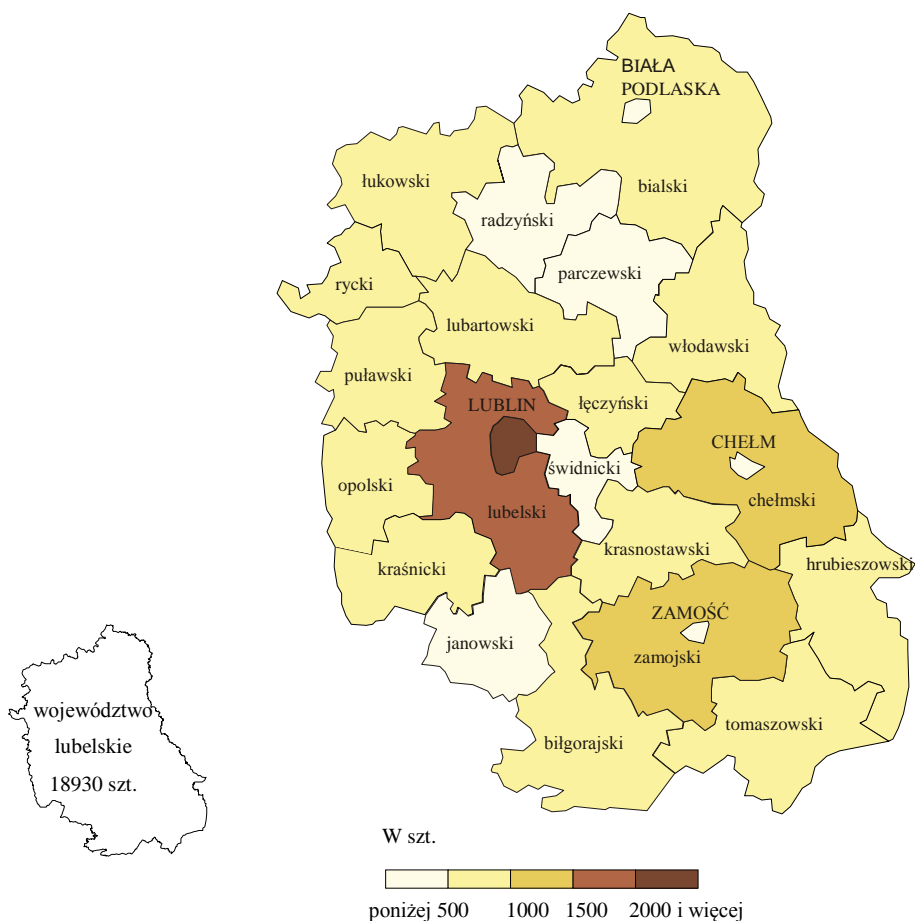 BIAŁA
PODLASKA
łukowski
bialski
radzyński
parczewski
rycki
lubartowski
włodawski
puławski
łęczyński
LUBLIN
CHEŁM
świdnicki
opolski
chełmski
lubelski
krasnostawski
hrubieszowski
kraśnicki
ZAMOŚĆ
janowski
zamojski
tomaszowski
biłgorajski
województwo
lubelskie
18930 szt.
W szt.
poniżej 500 1000 1500 2000 i więcej